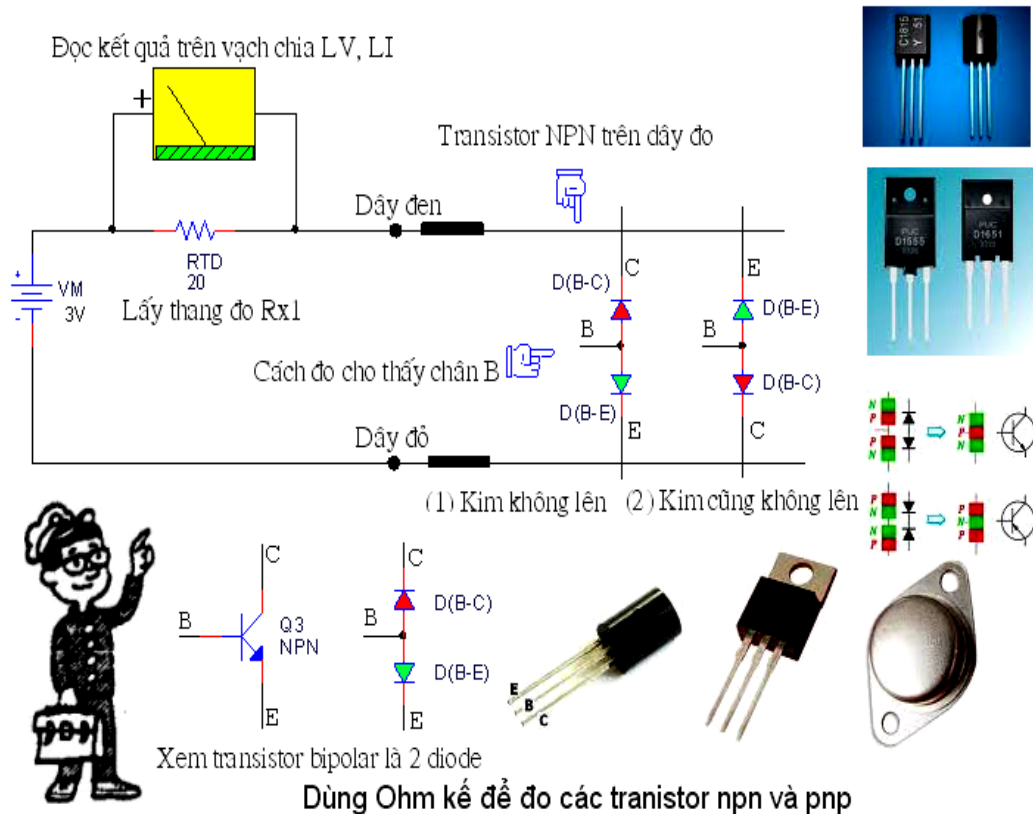 Đọc kết quả trên vạch chia LV, LI
+
Transistor NPN trên dây đo
Dây đen
RTD
20
+
-
VM
3V
Lấy thang đo Rx1
C
E
D(B-C)
D(B-E)
B
B
Cách đo cho thấy chân B
D(B-E)
D(B-C)
E
C
Dây đỏ
(1) Kim không lên
(2) Kim cũng không lên
C1815
Y 51
PUC
D1555
PUC
D1651
N
P
P
N
N
P
N
P
N
N
P
P
N
P
C
B
Q3
NPN
E
C
B
D(B-C)
D(B-E)
E
E
B
C
Xem transistor bipolar là 2 diode
Dùng Ohm kế để đo các tranistor npn và pnp